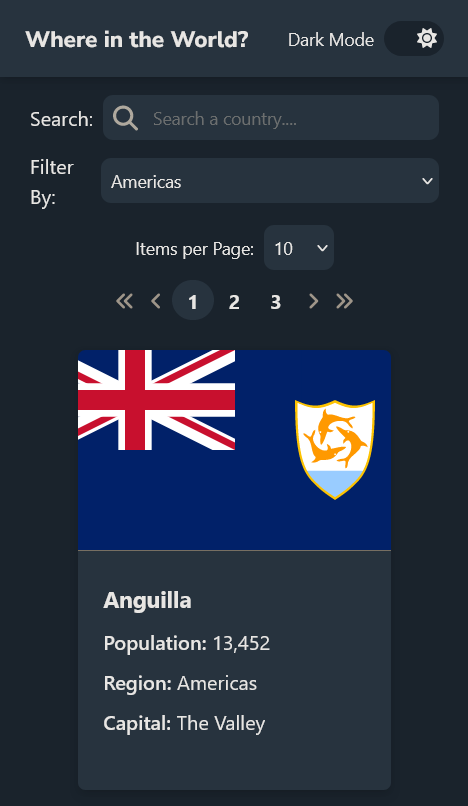 Where in the World? Dark Mode
Search: Search a country....
Filter By: Americas
Items per Page: 10
1 2 3
Anguilla
Population: 13,452
Region: Americas
Capital: The Valley